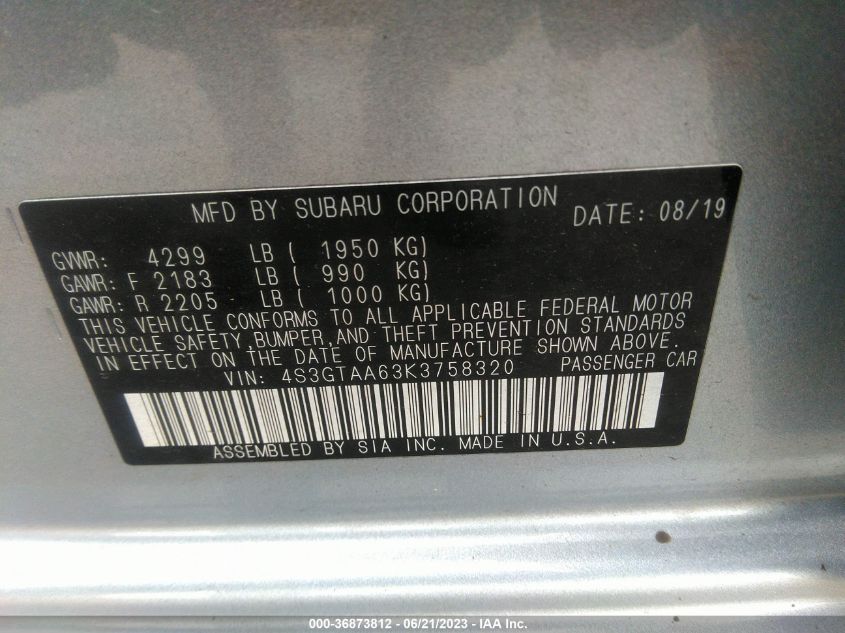 MFD BY SUBARU CORPORATION DATE: 08/19
GVWR: 4299 LB ( 1950 KG)
GAWR: F 2183 LB ( 990 KG)
GAWR: R 2205 LB ( 1000 KG)
THIS VEHICLE CONFORMS TO ALL APPLICABLE FEDERAL MOTOR
VEHICLE SAFETY, BUMPER, AND THEFT PREVENTION STANDARDS
IN EFFECT ON THE DATE OF MANUFACTURE SHOWN ABOVE.
VIN: 4S3GTAA63K3758320 PASSENGER CAR
ASSEMBLED BY SIA INC. MADE IN U.S.A.
000-36873812 - 06/21/2023 - IAA Inc.